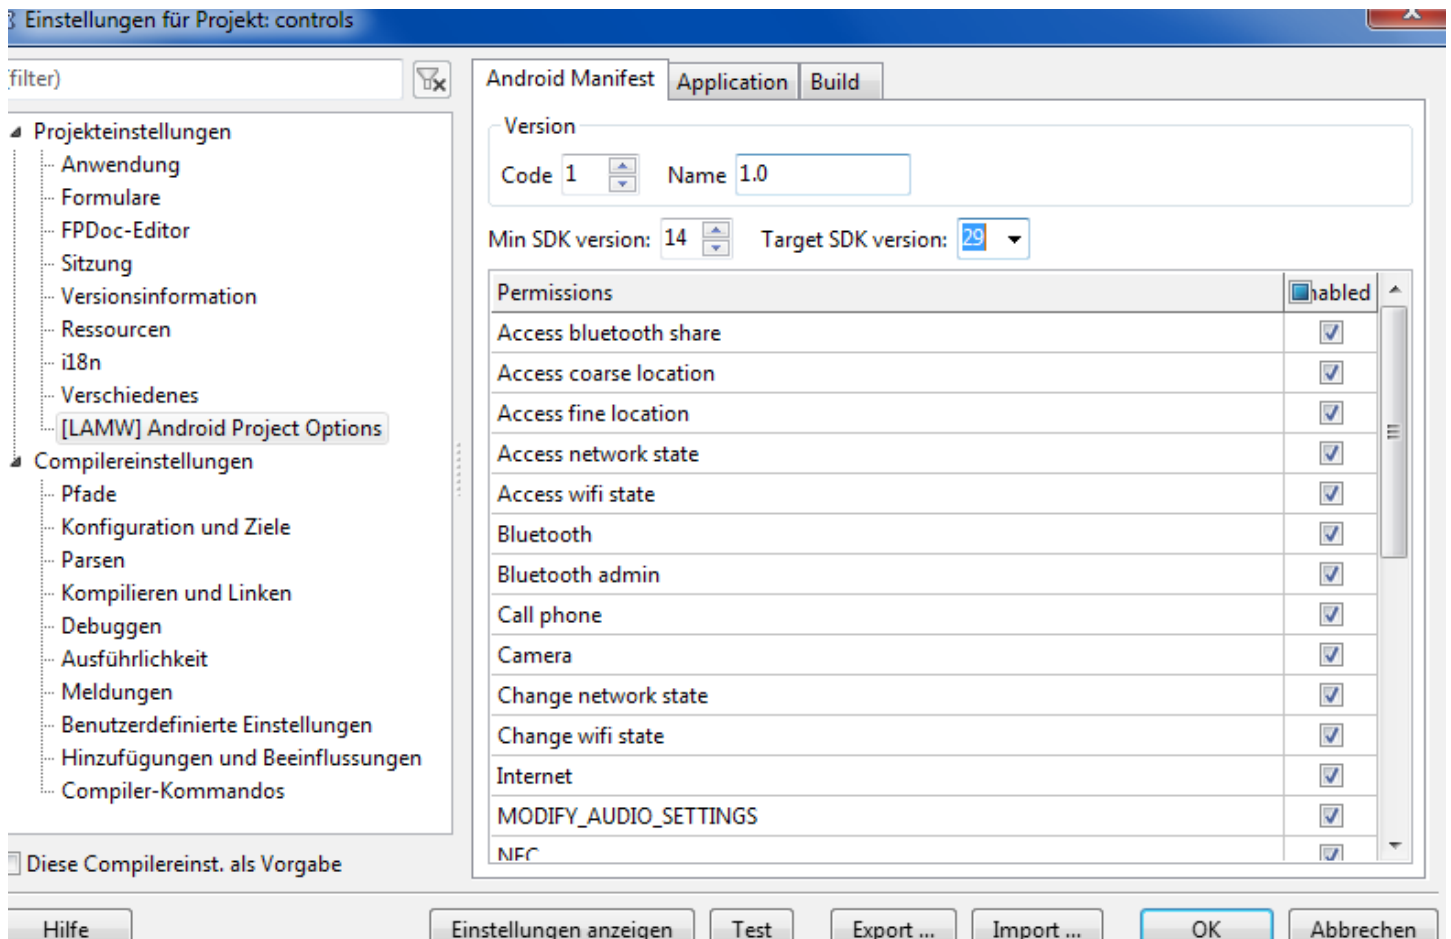 Einstellungen für Projekt: controls
filter)
Projekteinstellungen
Anwendung
Formulare
FPDoc-Editor
Sitzung
Versionsinformation
Ressourcen
i18n
Verschiedenes
[LAMW] Android Project Options
Compilereinstellungen
Pfade
Konfiguration und Ziele
Parsen
Kompilieren und Linken
Debuggen
Ausführlichkeit
Meldungen
Benutzerdefinierte Einstellungen
Hinzufügungen und Beeinflussungen
Compiler-Kommandos
Diese Compilereinst. als Vorgabe
Android Manifest Application Build
Version
Code 1 Name 1.0
Min SDK version: 14 Target SDK version: 29
Permissions nabled
Access bluetooth share
Access coarse location
Access fine location
Access network state
Access wifi state
Bluetooth
Bluetooth admin
Call phone
Camera
Change network state
Change wifi state
Internet
MODIFY_AUDIO_SETTINGS
NFC
Hilfe Einstellungen anzeigen Test Export ... Import ... OK Abbrechen